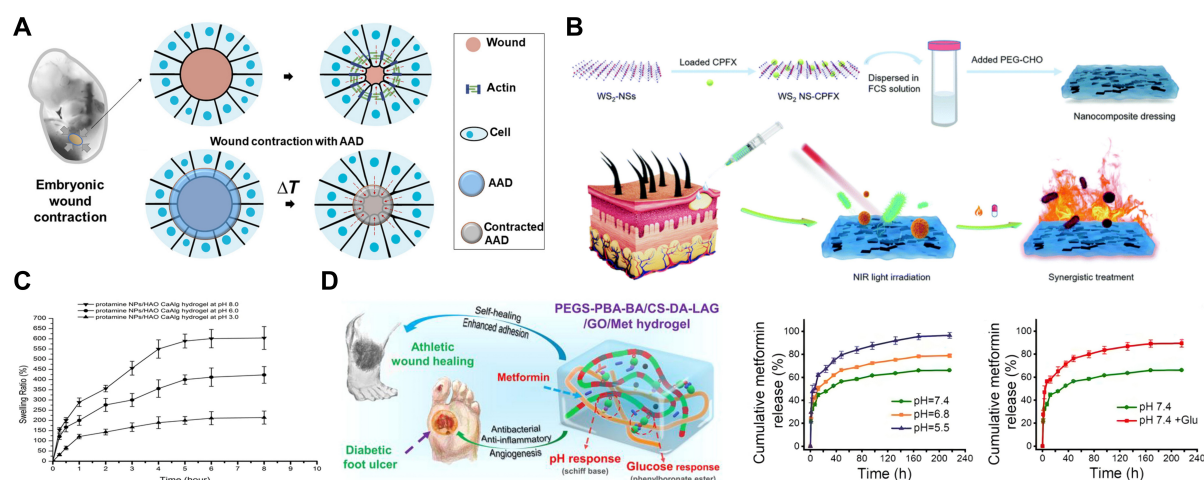 A
Wound
Actin
Cell
AAD
Contracted
AAD
Wound contraction with AAD
ΔT
Embryonic
wound
contraction
B
WS2-NSs
Loaded CPFX
WS2 NS-CPFX
Dispersed in
FCS solution
Added PEG-CHO
Nanocomposite dressing
NIR light irradiation
Synergistic treatment
C
protamine NPs/HAO CaAlg hydrogel at pH 8.0
protamine NPs/HAO CaAlg hydrogel at pH 6.0
protamine NPs/HAO CaAlg hydrogel at pH 3.0
Swelling Ratio (%)
700
650
600
550
500
450
400
350
300
250
200
150
100
50
0
0 1 2 3 4 5 6 7 8 9 10
Time (hour)
D
Self-healing
Enhanced adhesion
PEGS-PBA-BA/CS-DA-LAG
/GO/Met hydrogel
Athletic
wound healing
Metformin
Antibacterial
Anti-inflammatory
Angiogenesis
Diabetic
foot ulcer
pH response
(schiff base)
Glucose response
(phenylboronate ester)
Cumulative metformin
release (%)
100
80
60
40
20
0
pH=7.4
pH=6.8
pH=5.5
0 40 80 120 160 200 240
Time (h)
Cumulative metformin
release (%)
100
80
60
40
20
0
pH 7.4
pH 7.4 +Glu
0 40 80 120 160 200 240
Time (h)